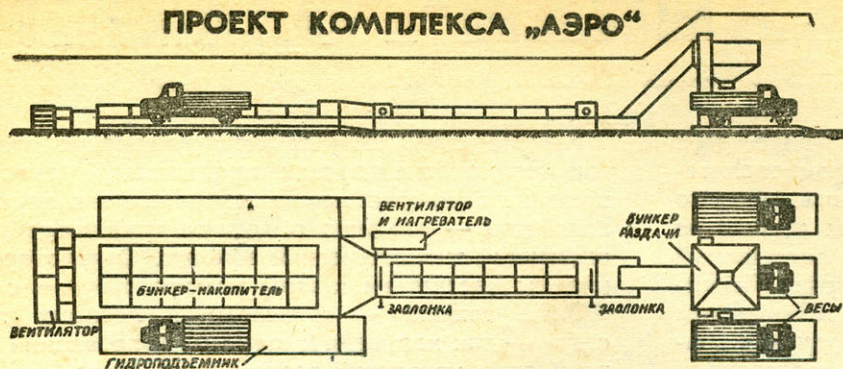 ПРОЕКТ КОМПЛЕКСА „АЭРО“
ВЕНТИЛЯТОР
И НАГРЕВАТЕЛЬ
БУНКЕР
РАЗДАЧИ
БУНКЕР-НАКОПИТЕЛЬ
ЗАСЛОНКА
ЗАСЛОНКА
ВЕСЫ
ВЕНТИЛЯТОР
ГИДРОПОДЪЕМНИК